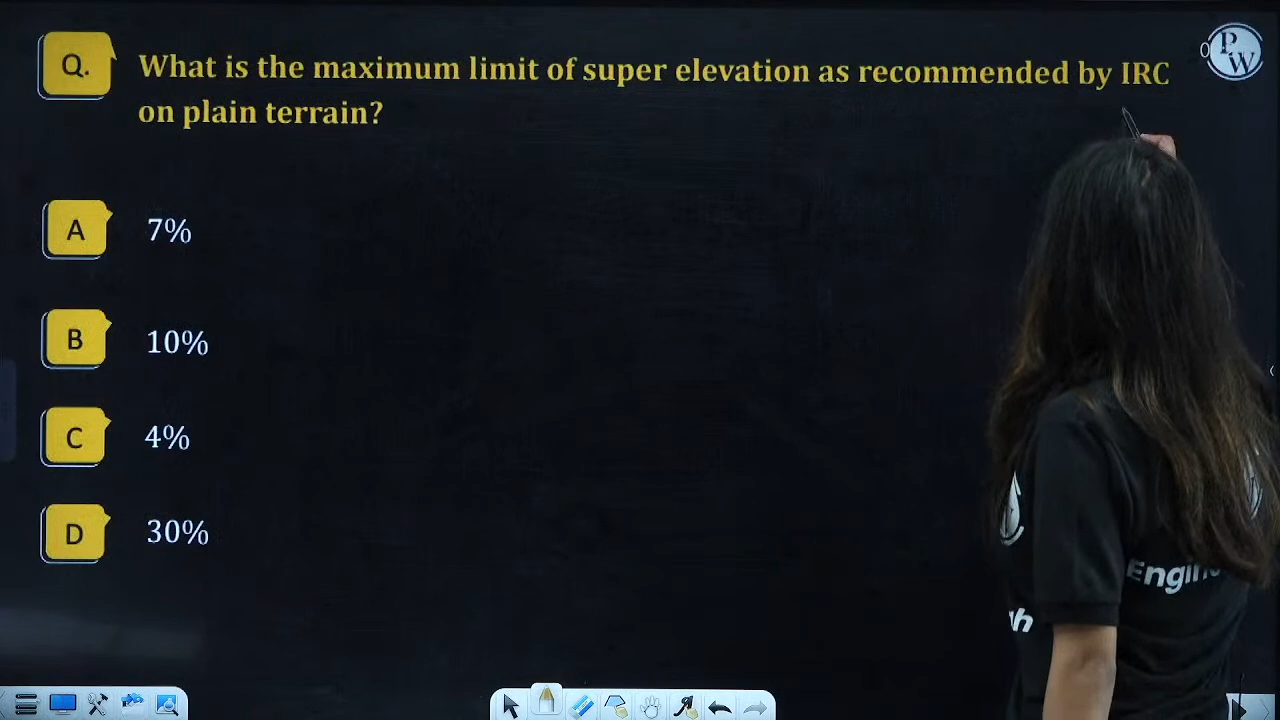 Q. What is the maximum limit of super elevation as recommended by IRC
on plain terrain?
PW
A 7%
B 10%
C 4%
D 30%